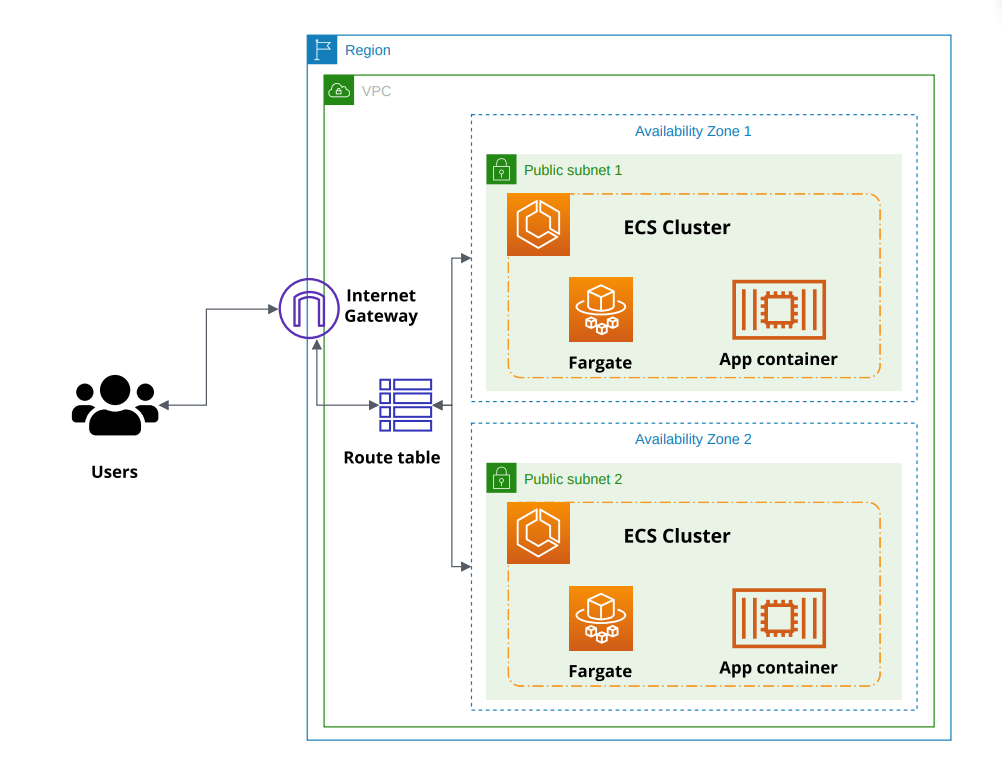 Region
VPC
Availability Zone 1
Public subnet 1
ECS Cluster
Fargate
App container
Internet
Gateway
Route table
Users
Availability Zone 2
Public subnet 2
ECS Cluster
Fargate
App container